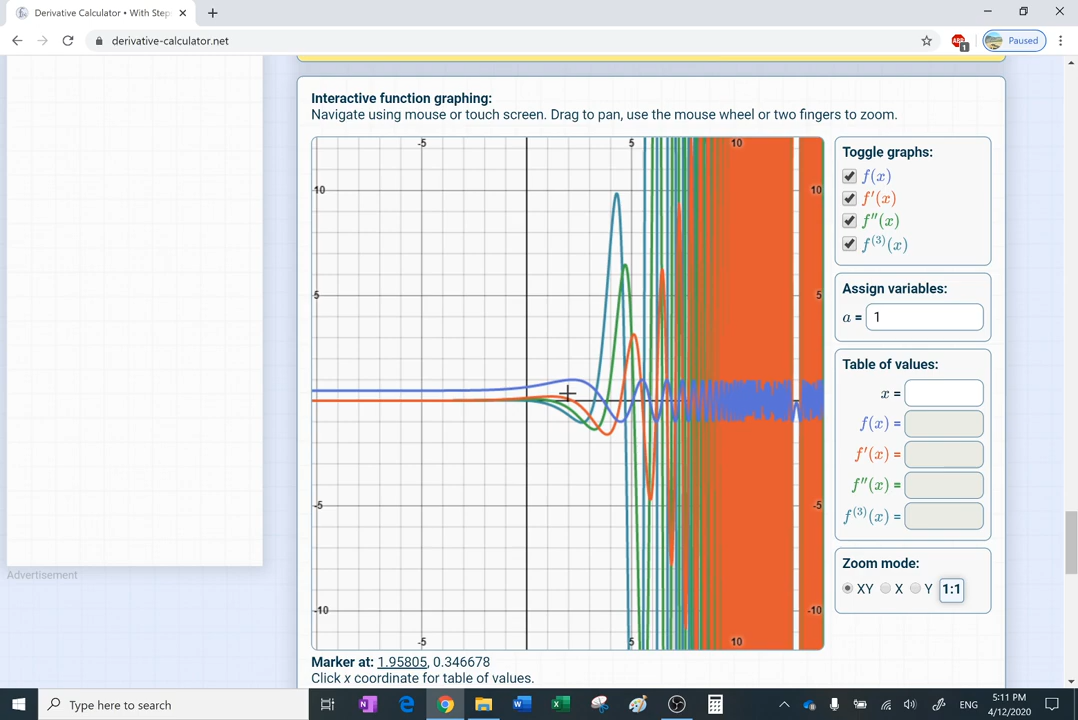 Derivative Calculator • With Step
derivative-calculator.net
1
Paused
Interactive function graphing:
Navigate using mouse or touch screen. Drag to pan, use the mouse wheel or two fingers to zoom.
-5 5 10
10 10
5 5
-5 -5
-10 -10
-5 5 10
Toggle graphs:
f(x)
f′(x)
f″(x)
f⁽³⁾(x)
Assign variables:
a = 1
Table of values:
x =
f(x) =
f′(x) =
f″(x) =
f⁽³⁾(x) =
Zoom mode:
XY X Y 1:1
Advertisement
Marker at: 1.95805, 0.346678
Click x coordinate for table of values.
Type here to search
ENG
5:11 PM
4/12/2020